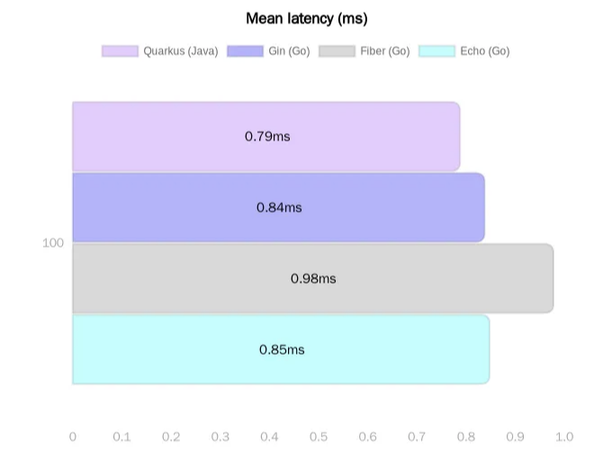 Mean latency (ms)
Quarkus (Java) Gin (Go) Fiber (Go) Echo (Go)
0.79ms
0.84ms
100
0.98ms
0.85ms
0 0.1 0.2 0.3 0.4 0.5 0.6 0.7 0.8 0.9 1.0